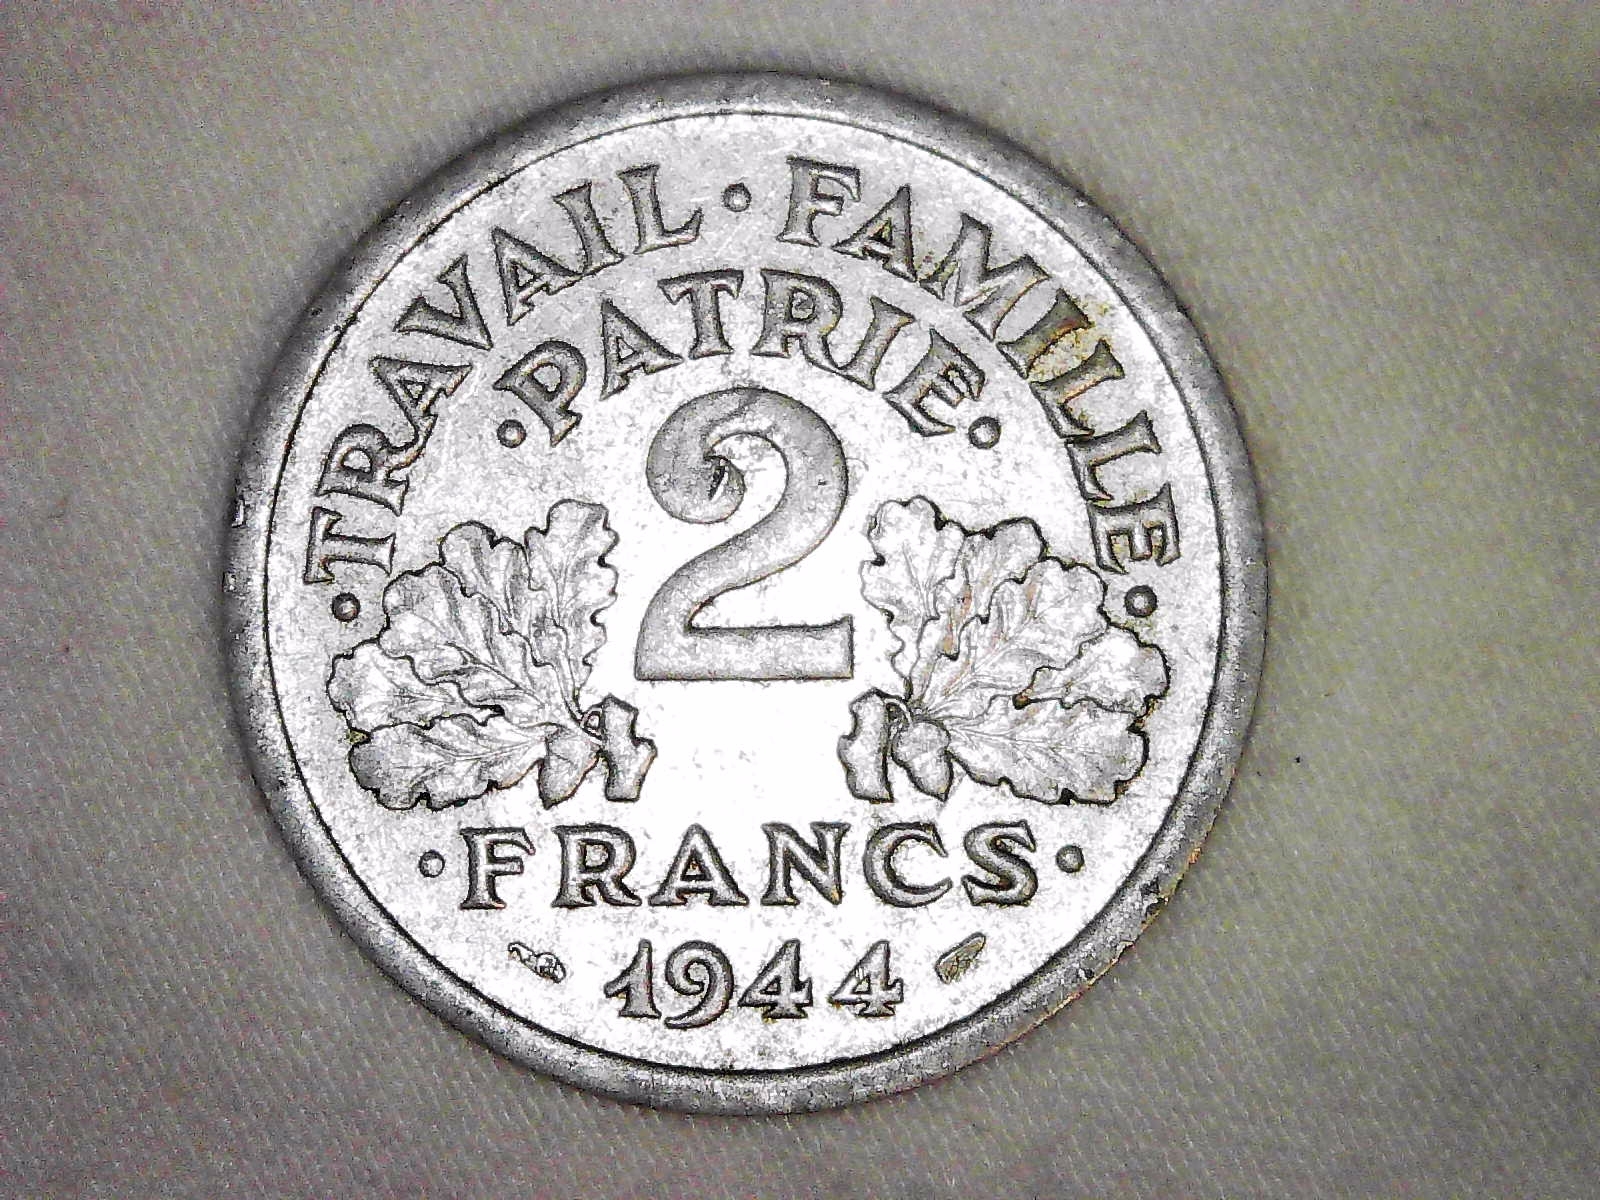 · TRAVAIL · FAMILLE ·
· PATRIE ·
2
· FRANCS ·
1944